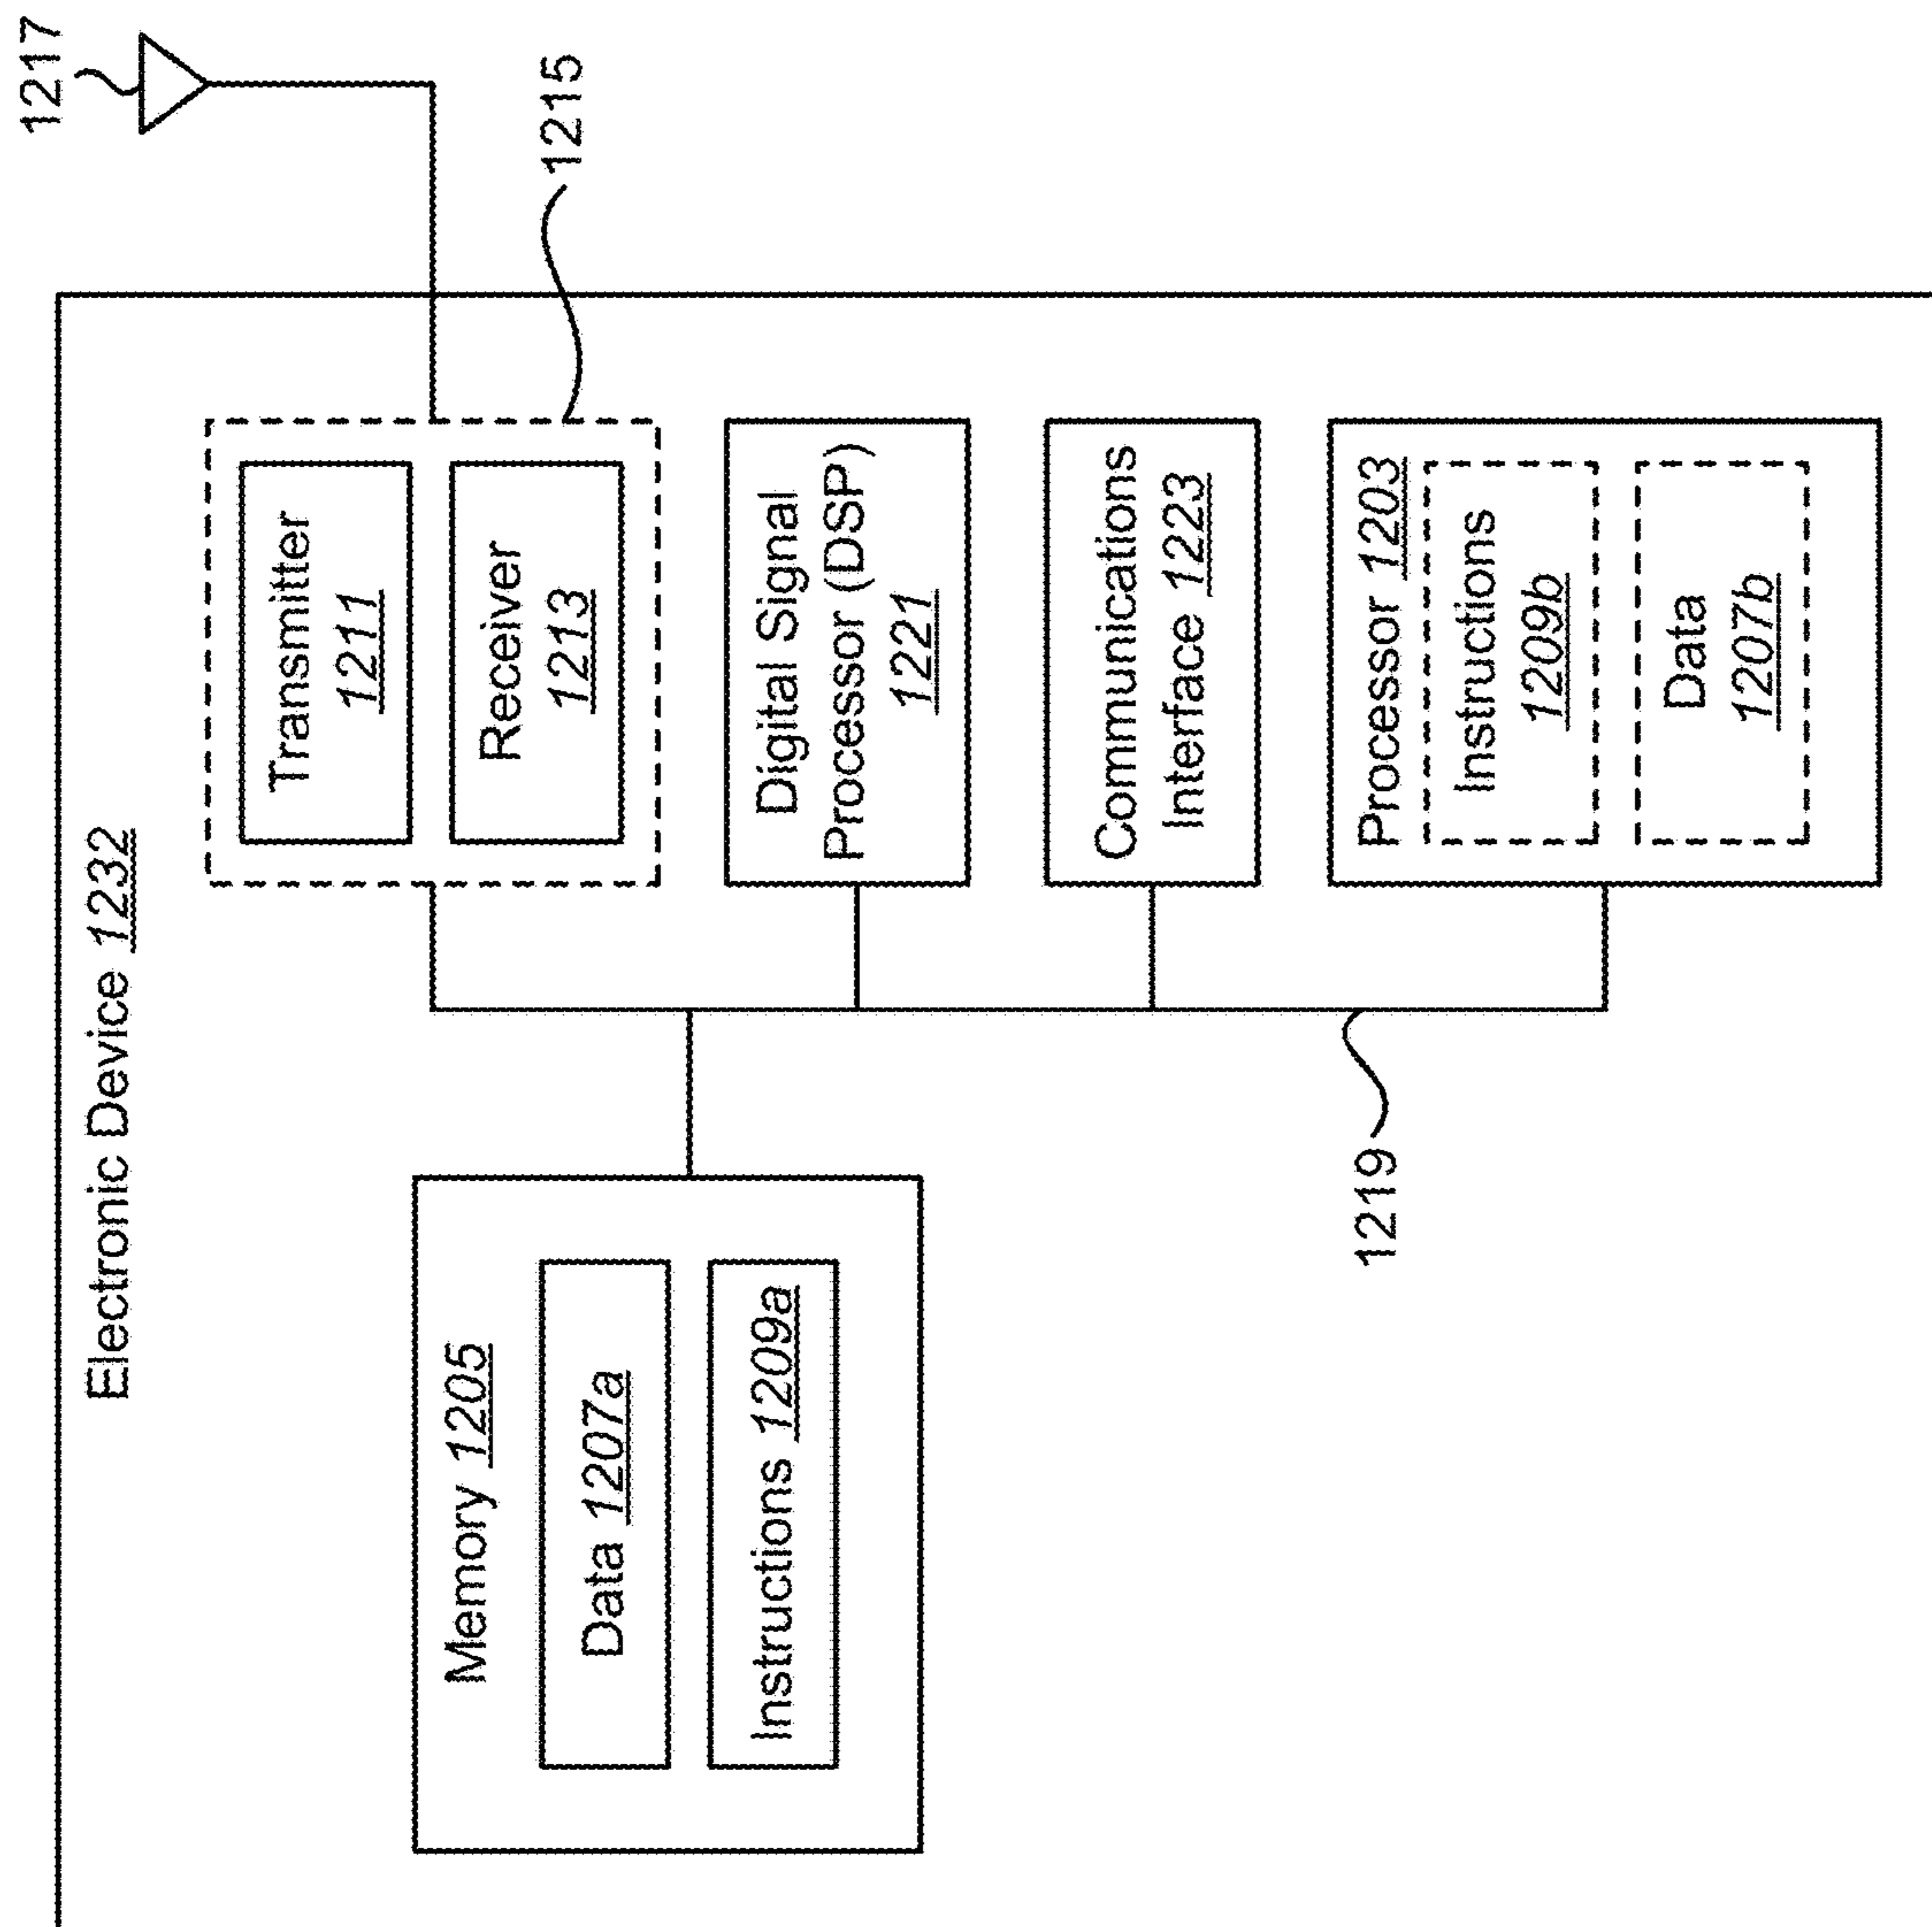 Electronic Device 1232
Memory 1205
Data 1207a
Instructions 1209a
1219
Transmitter
1211
Receiver
1213
1215
1217
Digital Signal
Processor (DSP)
1221
Communications
Interface 1223
Processor 1203
Instructions
1209b
Data
1207b